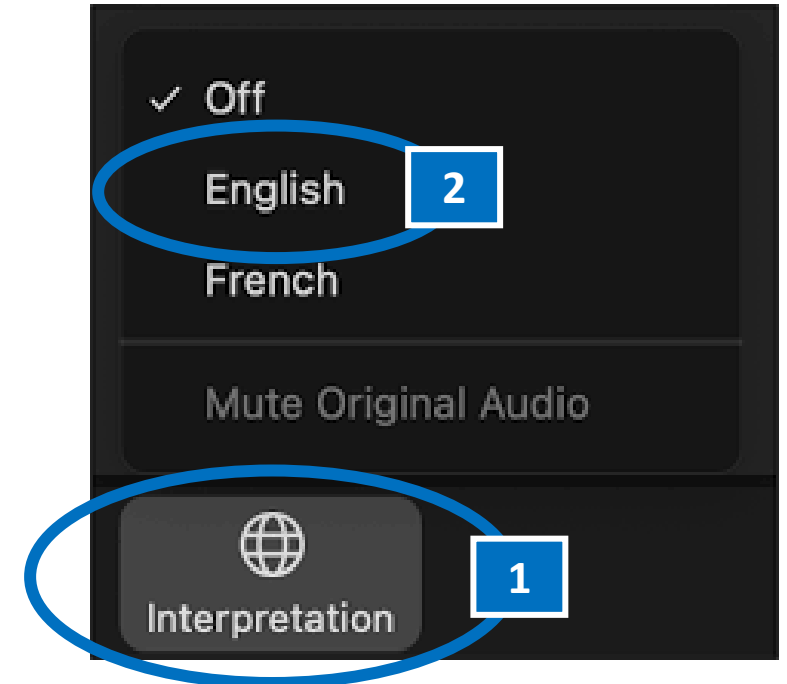 ✓ Off
English 2
French
Mute Original Audio
1
Interpretation